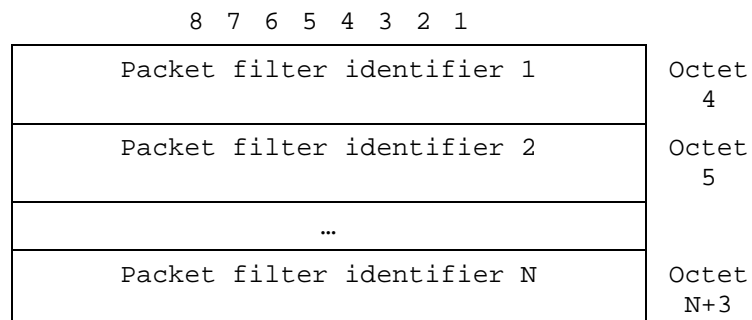 8 7 6 5 4 3 2 1
Packet filter identifier 1 Octet
4
Packet filter identifier 2 Octet
5
…
Packet filter identifier N Octet
N+3